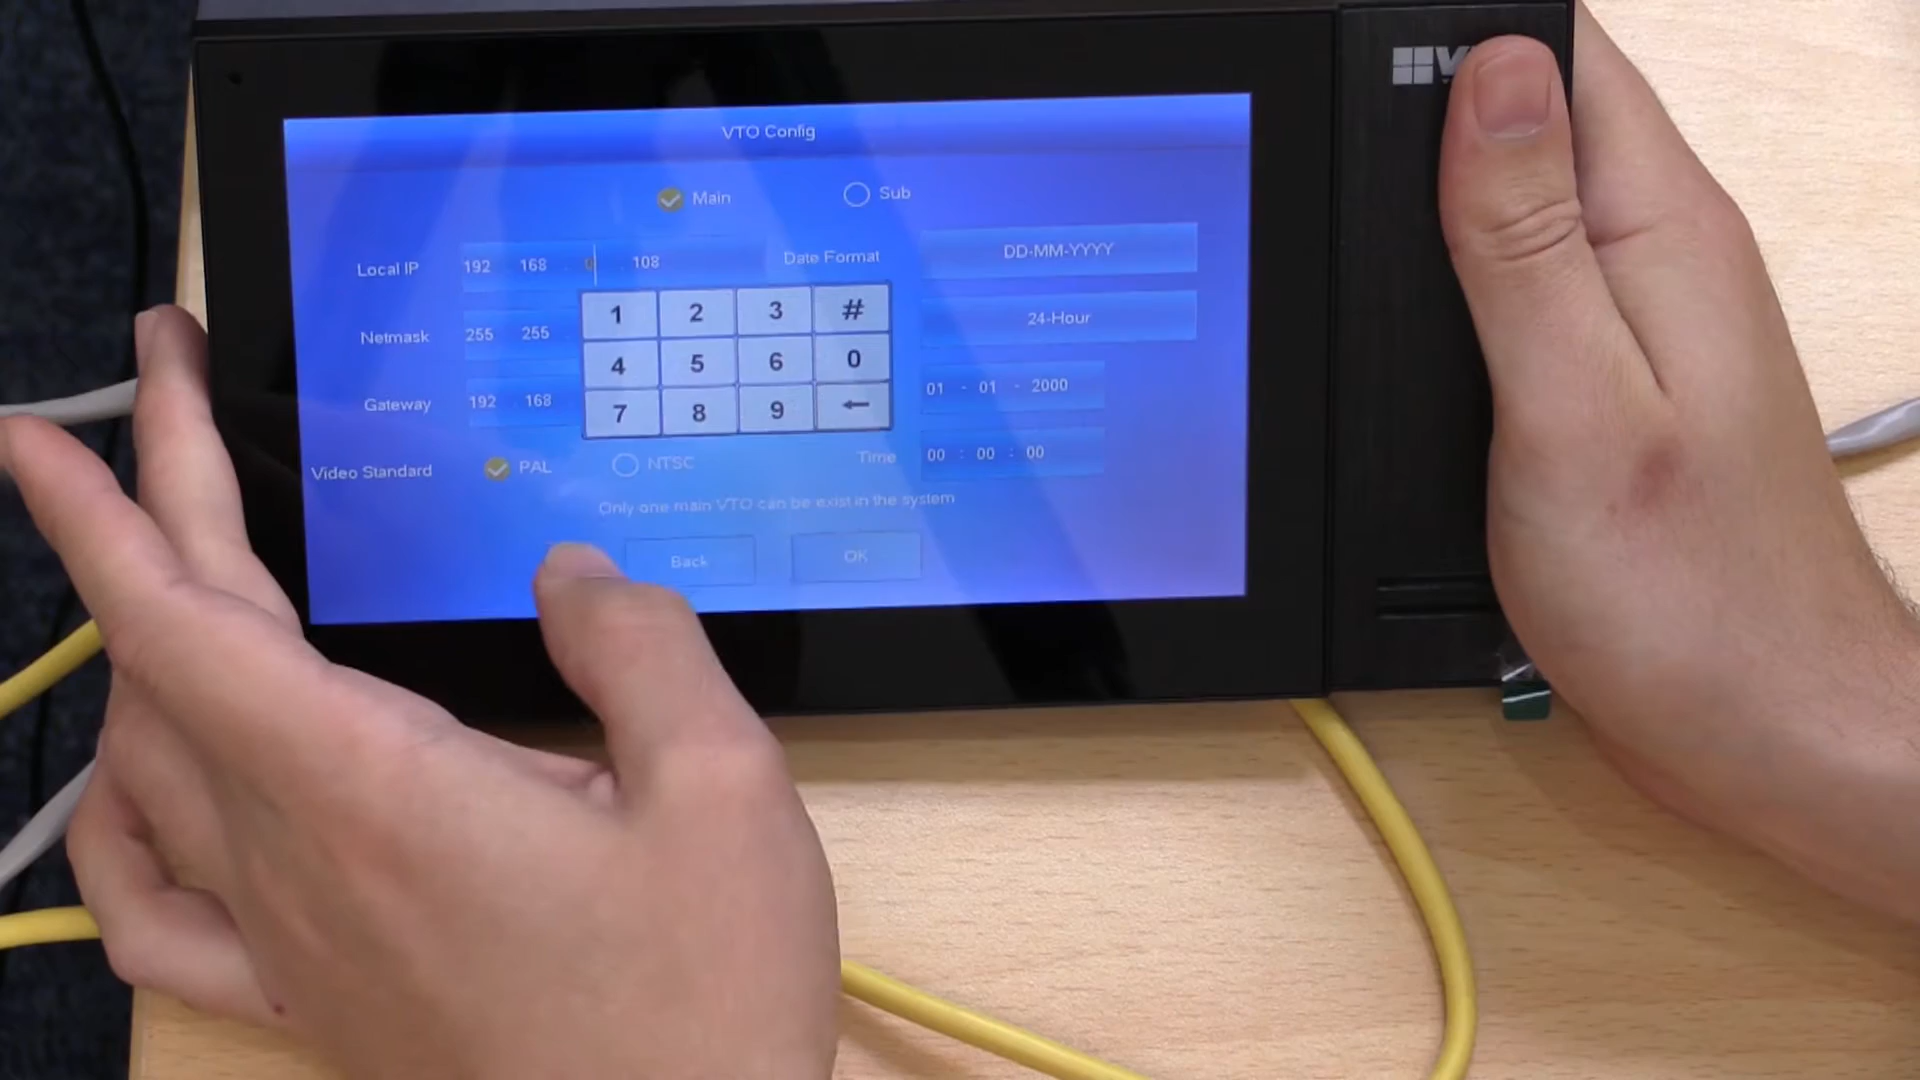 VTO Config
Main Sub
Local IP 192 . 168 . 0 . 108 Date Format DD-MM-YYYY
1 2 3 #
Netmask 255 255 24-Hour
4 5 6 0
Gateway 192 168 01 - 01 - 2000
7 8 9 ←
Video Standard PAL NTSC Time 00 : 00 : 00
Only one main VTO can be exist in the system
Back OK